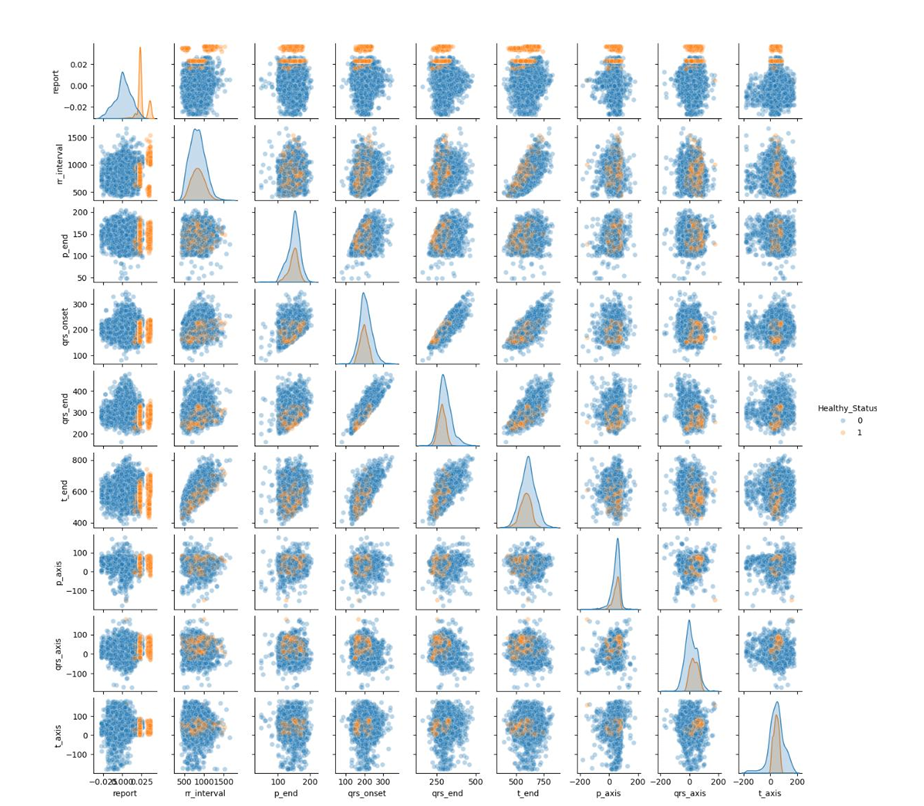 report
0.02
0.00
−0.02
rr_interval
1500
1000
500
p_end
200
150
100
50
qrs_onset
300
200
100
qrs_end
400
300
200
Healthy_Status
0
1
t_end
800
600
400
p_axis
100
0
−100
qrs_axis
100
0
−100
t_axis
100
0
−100
−0.025 0.000 0.025 500 1000 1500 100 200 100 200 300 250 500 500 750 −200 0 200 −200 0 200 −200 0 200
report rr_interval p_end qrs_onset qrs_end t_end p_axis qrs_axis t_axis